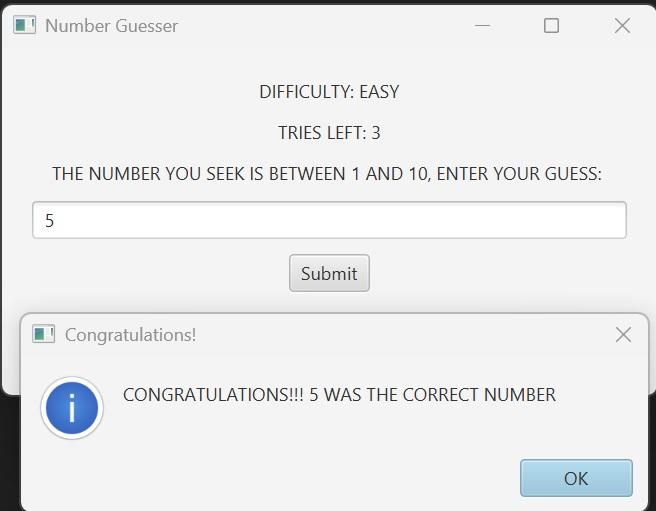 Number Guesser
DIFFICULTY: EASY
TRIES LEFT: 3
THE NUMBER YOU SEEK IS BETWEEN 1 AND 10, ENTER YOUR GUESS:
5
Submit
Congratulations!
i
CONGRATULATIONS!!! 5 WAS THE CORRECT NUMBER
OK